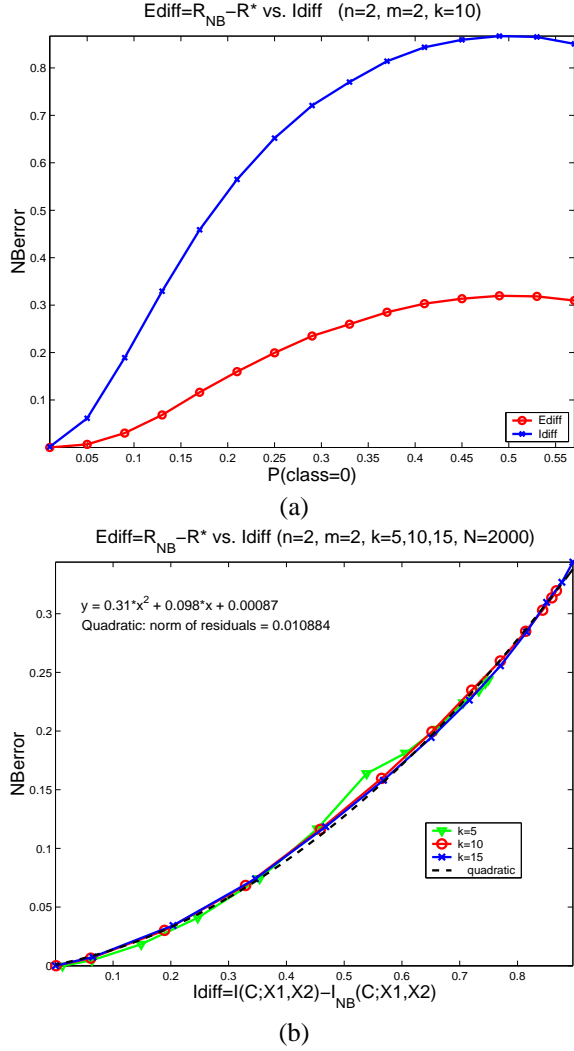 Ediff=R_NB−R* vs. Idiff (n=2, m=2, k=10)
0.8
0.7
0.6
0.5
0.4
0.3
0.2
0.1
NBerror
Ediff
Idiff
0.05 0.1 0.15 0.2 0.25 0.3 0.35 0.4 0.45 0.5 0.55
P(class=0)
(a)
Ediff=R_NB−R* vs. Idiff (n=2, m=2, k=5,10,15, N=2000)
y = 0.31*x² + 0.098*x + 0.00087
Quadratic: norm of residuals = 0.010884
0.3
0.25
0.2
0.15
0.1
0.05
0
NBerror
k=5
k=10
k=15
quadratic
0.1 0.2 0.3 0.4 0.5 0.6 0.7 0.8
Idiff=I(C;X1,X2)−I_NB(C;X1,X2)
(b)